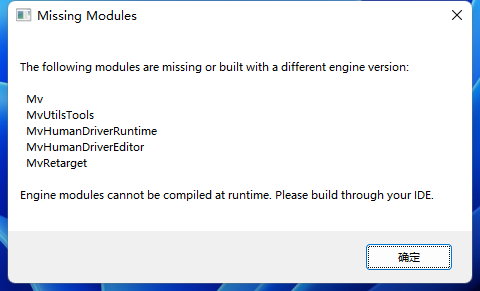 Missing Modules
The following modules are missing or built with a different engine version:
Mv
MvUtilsTools
MvHumanDriverRuntime
MvHumanDriverEditor
MvRetarget
Engine modules cannot be compiled at runtime. Please build through your IDE.
确定